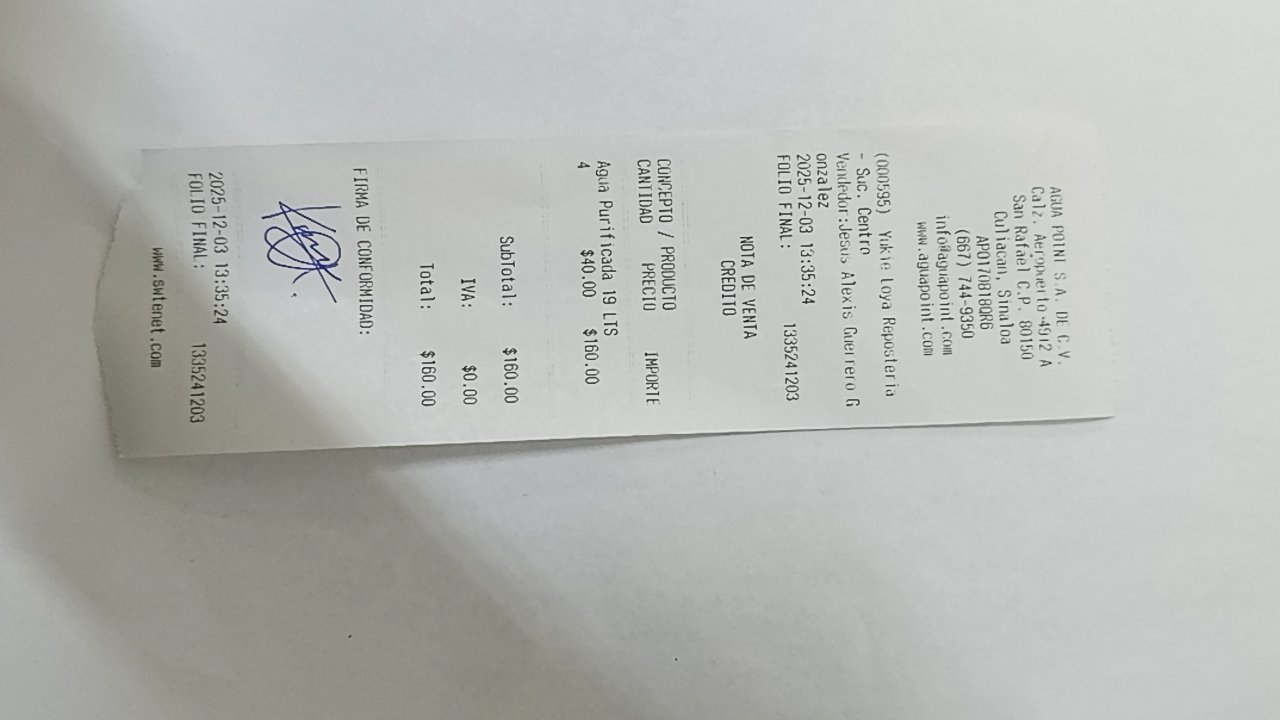 AGUA POINT S.A. DE C.V.
Calz. Aeropuerto 4912 A
San Rafael C.P. 80150
Culiacan, Sinaloa
APO170818QR6
(667) 744-9350
info@aguapoint.com
www.aguapoint.com
(000595) Yukie Loya Reposteria
- Suc. Centro
Vendedor:Jesus Alexis Guerrero G
onzalez
2025-12-03 13:35:24
FOLIO FINAL: 1335241203
NOTA DE VENTA
CREDITO
CONCEPTO / PRODUCTO
CANTIDAD PRECIO IMPORTE
Agua Purificada 19 LTS
4 $40.00 $160.00
SubTotal: $160.00
IVA: $0.00
Total: $160.00
FIRMA DE CONFORMIDAD:
2025-12-03 13:35:24
FOLIO FINAL: 1335241203
www.swtenet.com